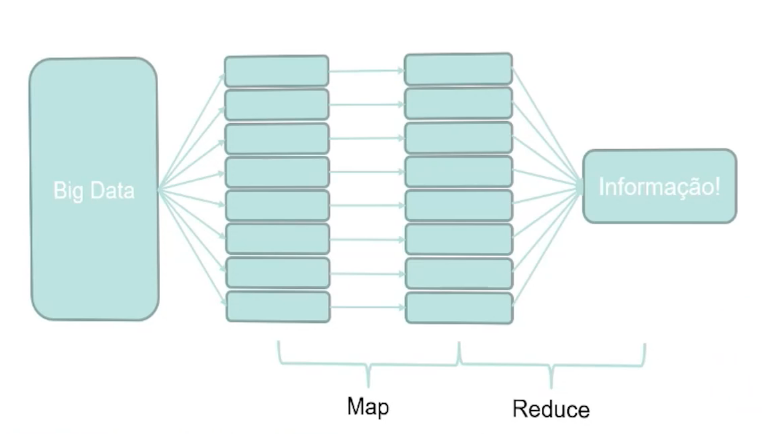 Big Data
Informação!
Map
Reduce